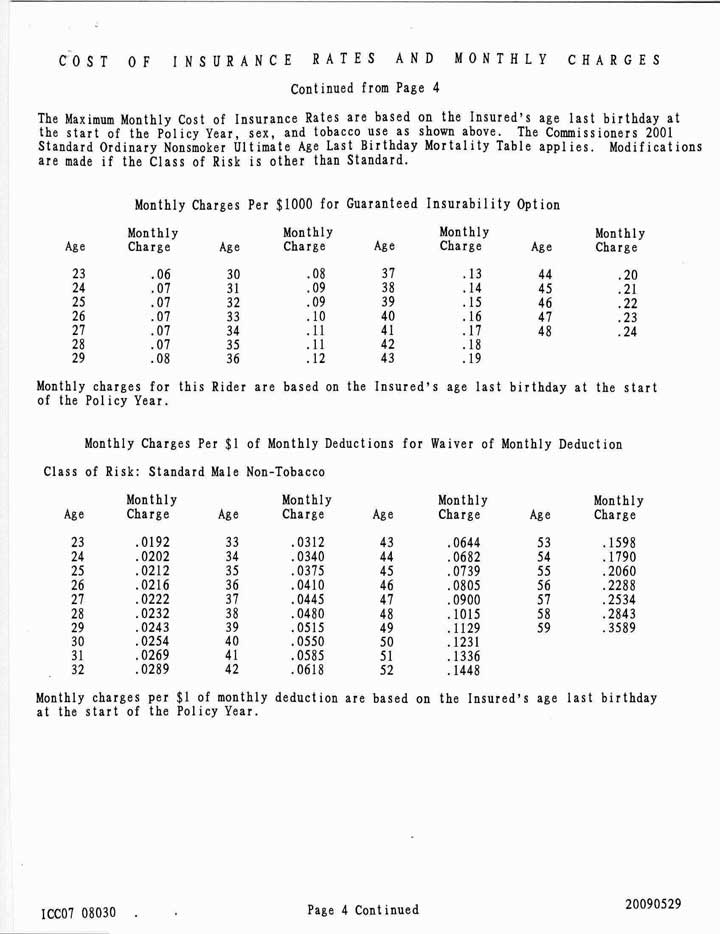 COST OF INSURANCE RATES AND MONTHLY CHARGES
Continued from Page 4
The Maximum Monthly Cost of Insurance Rates are based on the Insured's age last birthday at
the start of the Policy Year, sex, and tobacco use as shown above. The Commissioners 2001
Standard Ordinary Nonsmoker Ultimate Age Last Birthday Mortality Table applies. Modifications
are made if the Class of Risk is other than Standard.
Monthly Charges Per $1000 for Guaranteed Insurability Option
Monthly Monthly Monthly Monthly
Age Charge Age Charge Age Charge Age Charge
23 .06 30 .08 37 .13 44 .20
24 .07 31 .09 38 .14 45 .21
25 .07 32 .09 39 .15 46 .22
26 .07 33 .10 40 .16 47 .23
27 .07 34 .11 41 .17 48 .24
28 .07 35 .11 42 .18
29 .08 36 .12 43 .19
Monthly charges for this Rider are based on the Insured's age last birthday at the start
of the Policy Year.
Monthly Charges Per $1 of Monthly Deductions for Waiver of Monthly Deduction
Class of Risk: Standard Male Non-Tobacco
Monthly Monthly Monthly Monthly
Age Charge Age Charge Age Charge Age Charge
23 .0192 33 .0312 43 .0644 53 .1598
24 .0202 34 .0340 44 .0682 54 .1790
25 .0212 35 .0375 45 .0739 55 .2060
26 .0216 36 .0410 46 .0805 56 .2288
27 .0222 37 .0445 47 .0900 57 .2534
28 .0232 38 .0480 48 .1015 58 .2843
29 .0243 39 .0515 49 .1129 59 .3589
30 .0254 40 .0550 50 .1231
31 .0269 41 .0585 51 .1336
32 .0289 42 .0618 52 .1448
Monthly charges per $1 of monthly deduction are based on the Insured's age last birthday
at the start of the Policy Year.
ICC07 08030 Page 4 Continued 20090529